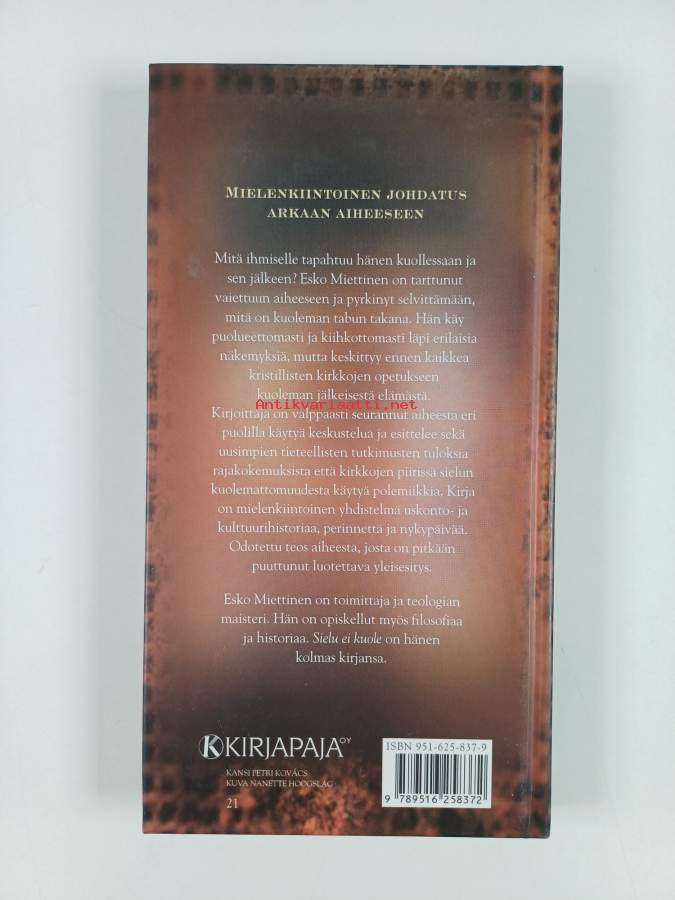 MIELENKIINTOINEN JOHDATUS
ARKAAN AIHEESEEN
Mitä ihmiselle tapahtuu hänen kuollessaan ja
sen jälkeen? Esko Miettinen on tarttunut
vaiettuun aiheeseen ja pyrkinyt selvittämään,
mitä on kuoleman tabun takana. Hän käy
puolueettomasti ja kiihkottomasti läpi erilaisia
näkemyksiä, mutta keskittyy ennen kaikkea
kristillisten kirkkojen opetukseen
kuoleman jälkeisestä elämästä.
Antikvariaatti.net
Kirjoittaja on valppaasti seurannut aiheesta eri
puolilla käytyä keskustelua ja esittelee sekä
uusimpien tieteellisten tutkimusten tuloksia
rajakokemuksista että kirkkojen piirissä sielun
kuolemattomuudesta käytyä polemiikkia. Kirja
on mielenkiintoinen yhdistelmä uskonto- ja
kulttuurihistoriaa, perinnettä ja nykypäivää.
Odotettu teos aiheesta, josta on pitkään
puuttunut luotettava yleisesitys.
Esko Miettinen on toimittaja ja teologian
maisteri. Hän on opiskellut myös filosofiaa
ja historiaa. Sielu ei kuole on hänen
kolmas kirjansa.
KIRJAPAJA OY
KANSI PETRI KOVÁCS
KUVA NANETTE HOOGSLAG
21
ISBN 951-625-837-9
9 789516 258372